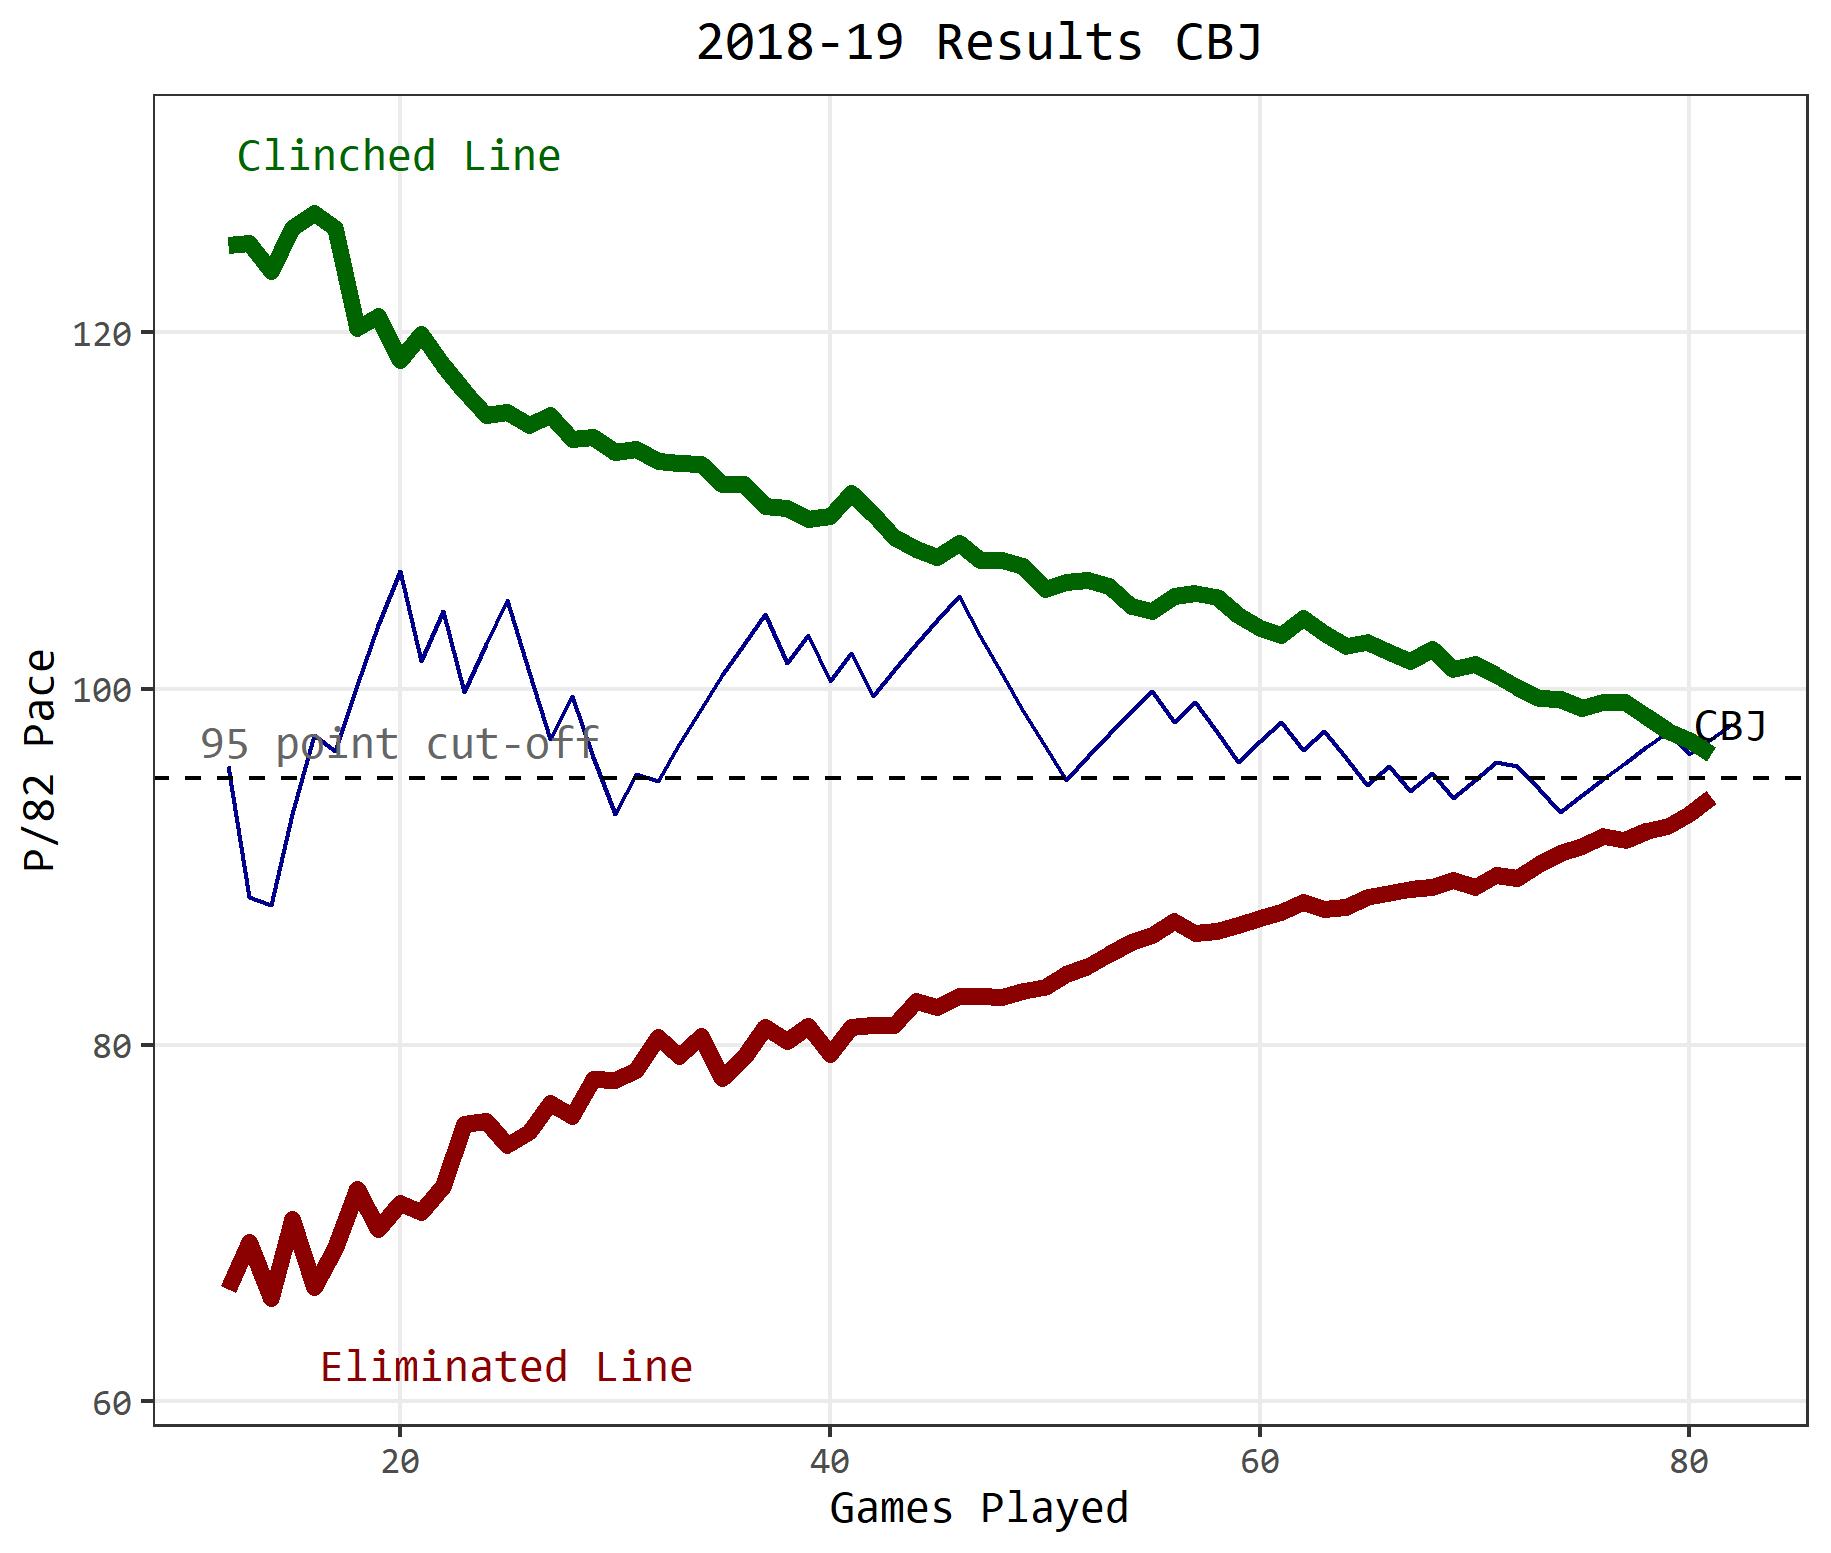 2018-19 Results CBJ
Clinched Line
120
100
80
60
P/82 Pace
95 point cut-off
CBJ
Eliminated Line
20
40
60
80
Games Played